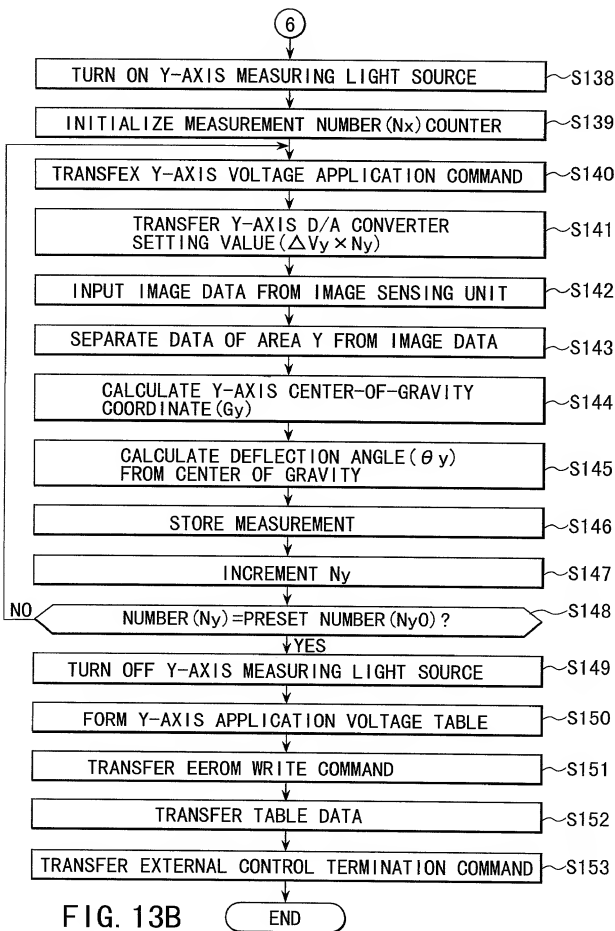 6
TURN ON Y-AXIS MEASURING LIGHT SOURCE
S138
INITIALIZE MEASUREMENT NUMBER(Nx)COUNTER
S139
TRANSFEX Y-AXIS VOLTAGE APPLICATION COMMAND
S140
TRANSFER Y-AXIS D/A CONVERTER
SETTING VALUE(△Vy×Ny)
S141
INPUT IMAGE DATA FROM IMAGE SENSING UNIT
S142
SEPARATE DATA OF AREA Y FROM IMAGE DATA
S143
CALCULATE Y-AXIS CENTER-OF-GRAVITY
COORDINATE(Gy)
S144
CALCULATE DEFLECTION ANGLE(θy)
FROM CENTER OF GRAVITY
S145
STORE MEASUREMENT
S146
INCREMENT Ny
S147
NO
NUMBER(Ny)=PRESET NUMBER(Ny0)?
S148
YES
TURN OFF Y-AXIS MEASURING LIGHT SOURCE
S149
FORM Y-AXIS APPLICATION VOLTAGE TABLE
S150
TRANSFER EEROM WRITE COMMAND
S151
TRANSFER TABLE DATA
S152
TRANSFER EXTERNAL CONTROL TERMINATION COMMAND
S153
FIG. 13B
END